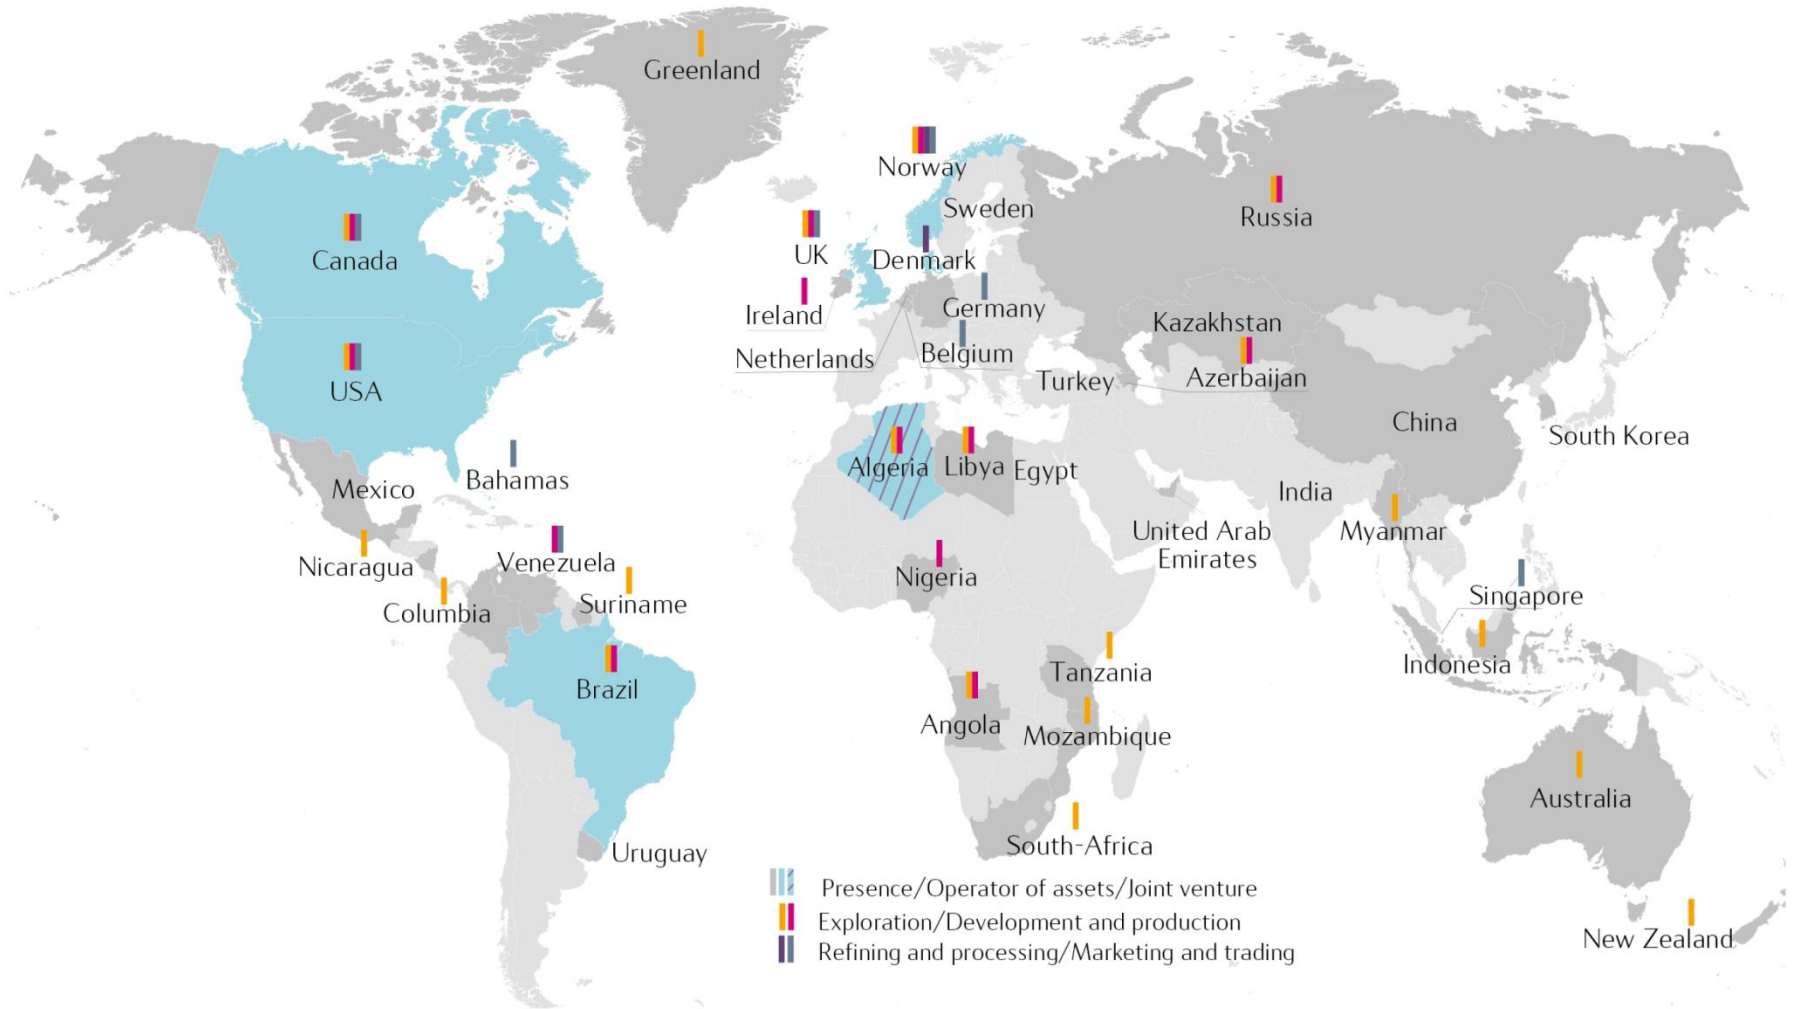 Greenland
Norway
Sweden
Russia
Canada
UK
Denmark
Ireland
Germany
Kazakhstan
Netherlands
Belgium
Turkey
Azerbaijan
USA
China
South Korea
Bahamas
Mexico
Algeria
Libya
Egypt
India
Myanmar
United Arab
Emirates
Nicaragua
Venezuela
Nigeria
Columbia
Suriname
Singapore
Indonesia
Tanzania
Brazil
Angola
Mozambique
Australia
South-Africa
Uruguay
Presence/Operator of assets/Joint venture
Exploration/Development and production
New Zealand
Refining and processing/Marketing and trading